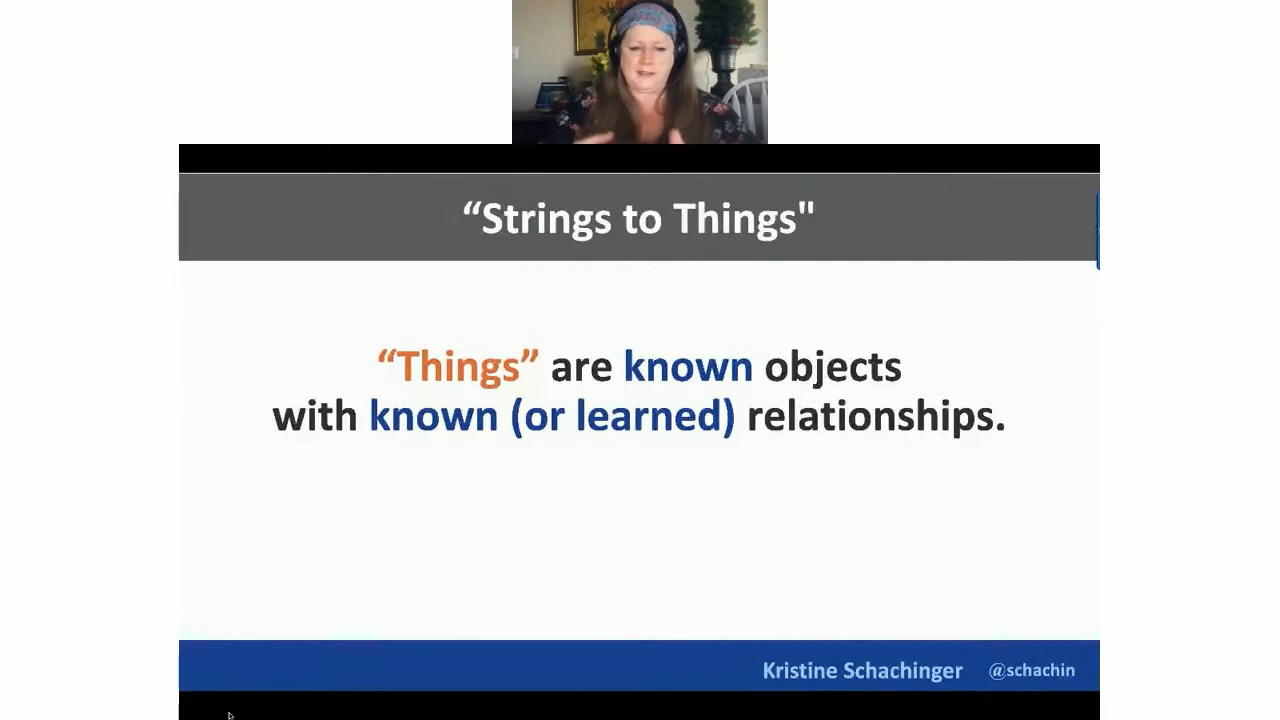 “Strings to Things"
“Things” are known objects
with known (or learned) relationships.
Kristine Schachinger @schachin